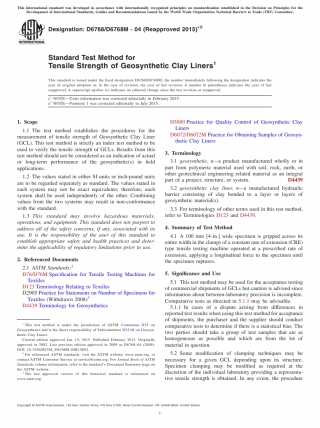 This international standard was developed in accordance with internationally recognized principles on standardization established in the Decision on Principles for the
Development of International Standards, Guides and Recommendations issued by the World Trade Organization Technical Barriers to Trade (TBT) Committee.
Designation: D6768/D6768M − 04 (Reapproved 2015)
Standard Test Method for
Tensile Strength of Geosynthetic Clay Liners1
This standard is issued under the fixed designation D6768/D6768M; the number immediately following the designation indicates the
year of original adoption or, in the case of revision, the year of last revision. A number in parentheses indicates the year of last
reapproval. A superscript epsilon (ε) indicates an editorial change since the last revision or reapproval.
NOTE—Units information was corrected editorially in February 2015.
NOTE—Footnote 1 was corrected editorially in July 2015.
1. Scope
1.1 The test method establishes the procedures for the
measurement of tensile strength of Geosynthetic Clay Liner
(GCL). This test method is strictly an index test method to be
used to verify the tensile strength of GCLs. Results from this
test method should not be considered as an indication of actual
or long-term performance of the geosynthetic(s) in field
applications.
1.2 The values stated in either SI units or inch-pound units
are to be regarded separately as standard. The values stated in
each system may not be exact equivalents; therefore, each
system shall be used independently of the other. Combining
values from the two systems may result in non-conformance
with the standard.
1.3 This standard may involve hazardous materials,
operations, and equipment. This standard does not purport to
address all of the safety concerns, if any, associated with its
use. It is the responsibility of the user of this standard to
establish appropriate safety and health practices and deter-
mine the applicability of regulatory limitations prior to use.
2. Referenced Documents
2.1 ASTM Standards:2
D76/D76M Specification for Tensile Testing Machines for
Textiles
D123 Terminology Relating to Textiles
D2905 Practice for Statements on Number of Specimens for
Textiles (Withdrawn 2008)3
D4439 Terminology for Geosynthetics
1 This test method is under the jurisdiction of ASTM Committee D35 on Geosyn-
thetics and is the direct responsibility of Subcommittee D35.04 on Geosyn-
thetic Clay Liners.
Current edition approved Jan. 15, 2015. Published February 2015. Originally
approved in 2002. Last previous edition approved in 2009 as D6768–04 (2009).
2 For referenced ASTM standards, visit the ASTM website, www.astm.org, or
contact ASTM Customer Service at service@astm.org. For Annual Book of ASTM
Standards volume information, refer to the standard's Document Summary page on
the ASTM website.
3 The last approved version of this historical standard is referenced on
www.astm.org.
D5889 Practice for Quality Control of Geosynthetic Clay
Liners
D6072/D6072M Practice for Obtaining Samples of Geosyn-
thetic Clay Liners
3. Terminology
3.1 geosynthetic, n—a product manufactured wholly or in
part from polymeric material used with soil, rock, earth, or
other geotechnical engineering related material as an integral
part of a project, structure, or system. D4439
3.2 geosynthetic clay liner, n—a manufactured hydraulic
barrier consisting of clay bonded to a layer or layers of
geosynthetic material(s).
3.3 For terminology of other terms used in this test method,
refer to Terminologies D123 and D4439.
4. Summary of Test Method
4.1 A 100 mm [4-in.] wide specimen is gripped across its
entire width in the clamps of a constant rate of extension (CRE)
type tensile testing machine operated at a prescribed rate of
extension, applying a longitudinal force to the specimen until
the specimen ruptures.
5. Significance and Use
5.1 This test method may be used for the acceptance testing
of commercial shipments of GCLs but caution is advised since
information about between laboratory precision is incomplete.
Comparative tests as directed in 5.1.1 may be advisable.
5.1.1 In cases of a dispute arising from differences in
reported test results when using this test method for acceptance
of shipments, the purchaser and the supplier should conduct
comparative tests to determine if there is a statistical bias. The
two parties should take a group of test samples that are as
homogeneous as possible and which are from the lot of
material in question.
5.2 Some modification of clamping techniques may be
necessary for a given GCL depending upon its structure.
Specimen clamping may be modified as required at the
discretion of the individual laboratory providing a representa-
tive tensile strength is obtained. In any event, the procedure
Copyright © ASTM International, 100 Barr Harbor Drive, PO Box C700, West Conshohocken, PA 19428-2959. United States
1